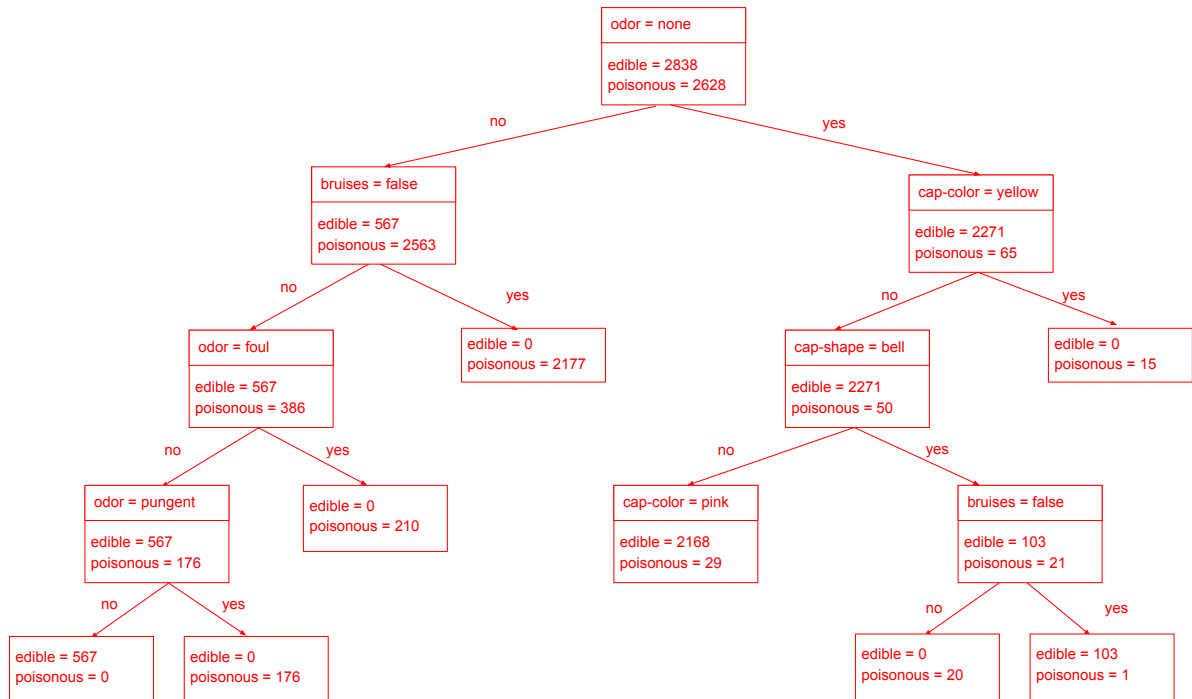 odor = none
edible = 2838
poisonous = 2628
no
yes
bruises = false
edible = 567
poisonous = 2563
cap-color = yellow
edible = 2271
poisonous = 65
no
yes
no
yes
odor = foul
edible = 567
poisonous = 386
edible = 0
poisonous = 2177
cap-shape = bell
edible = 2271
poisonous = 50
edible = 0
poisonous = 15
no
yes
no
yes
odor = pungent
edible = 567
poisonous = 176
edible = 0
poisonous = 210
cap-color = pink
edible = 2168
poisonous = 29
bruises = false
edible = 103
poisonous = 21
no
yes
no
yes
edible = 567
poisonous = 0
edible = 0
poisonous = 176
edible = 0
poisonous = 20
edible = 103
poisonous = 1